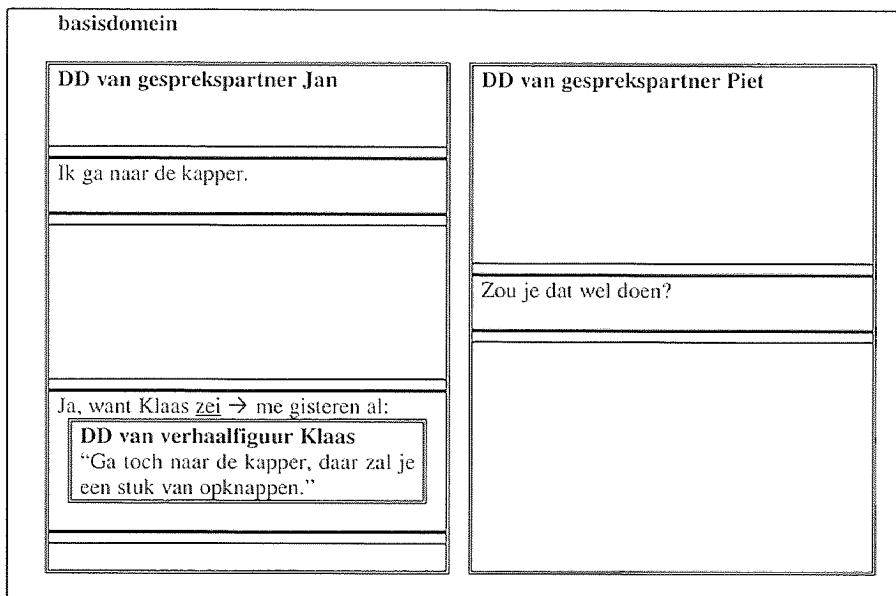 basisdomein
DD van gesprekspartner Jan
DD van gesprekspartner Piet
Ik ga naar de kapper.
Zou je dat wel doen?
Ja, want Klaas zei → me gisteren al:
DD van verhaalfiguur Klaas
“Ga toch naar de kapper, daar zal je
een stuk van opknappen.”